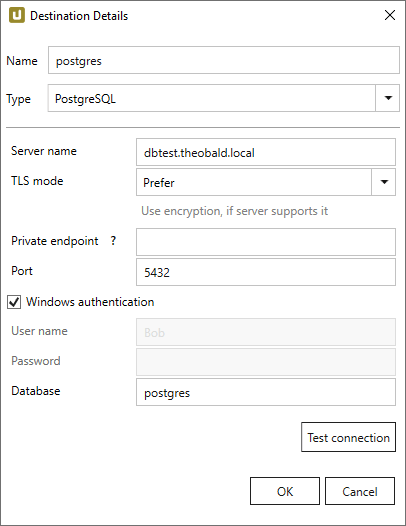 Destination Details
Name postgres
Type PostgreSQL
Server name dbtest.theobald.local
TLS mode Prefer
Use encryption, if server supports it
Private endpoint ?
Port 5432
Windows authentication
User name Bob
Password
Database postgres
Test connection
OK Cancel